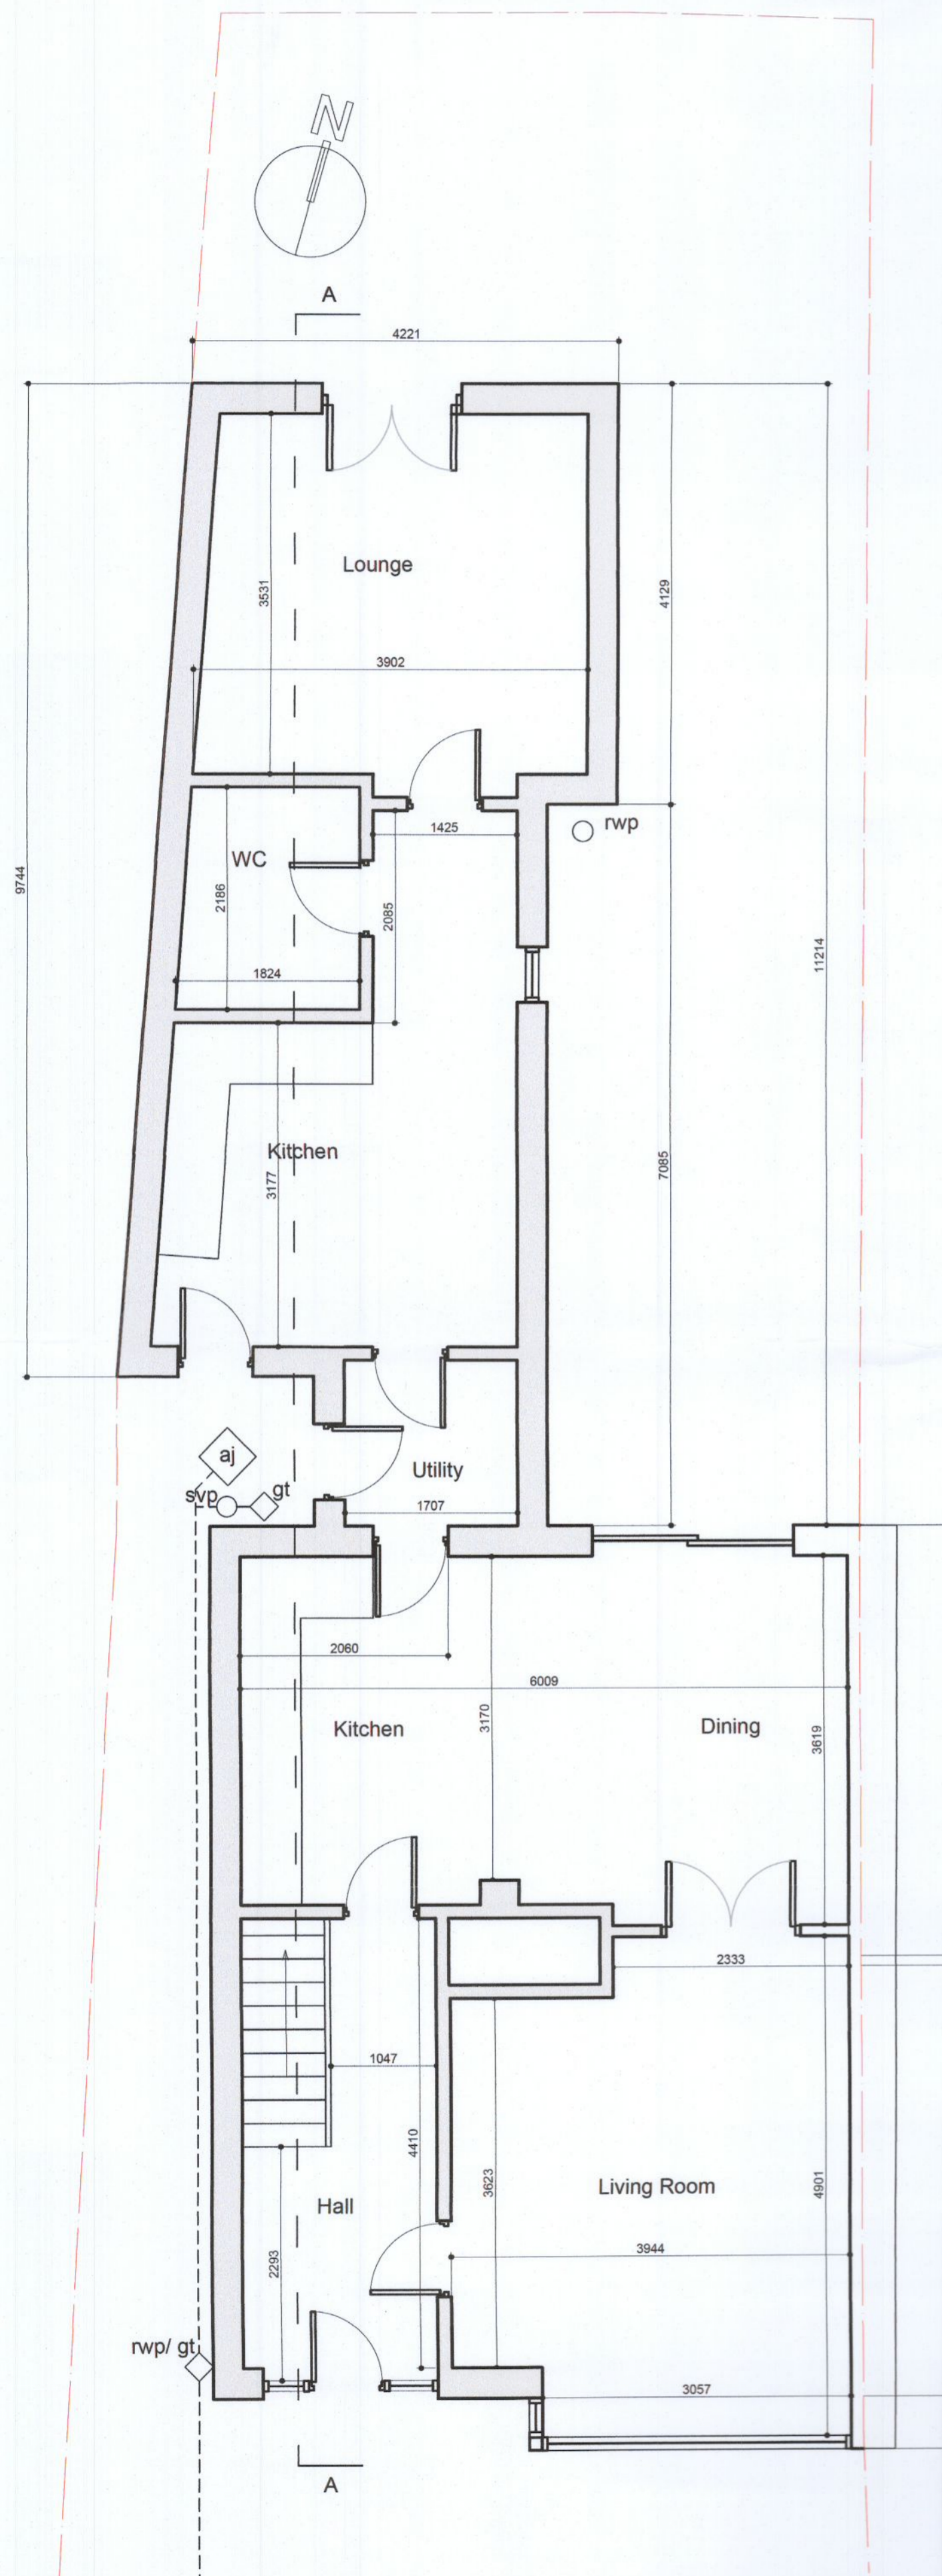 N
A
4221
Lounge
3531
4129
3902
rwp
1425
WC
9744
2186
2085
11214
1824
Kitchen
3177
7085
aj
svp
gt
Utility
1707
2060
6009
Kitchen
3170
Dining
3619
2333
1047
4410
3623
Living Room
4901
Hall
2293
3944
rwp/ gt
3057
A